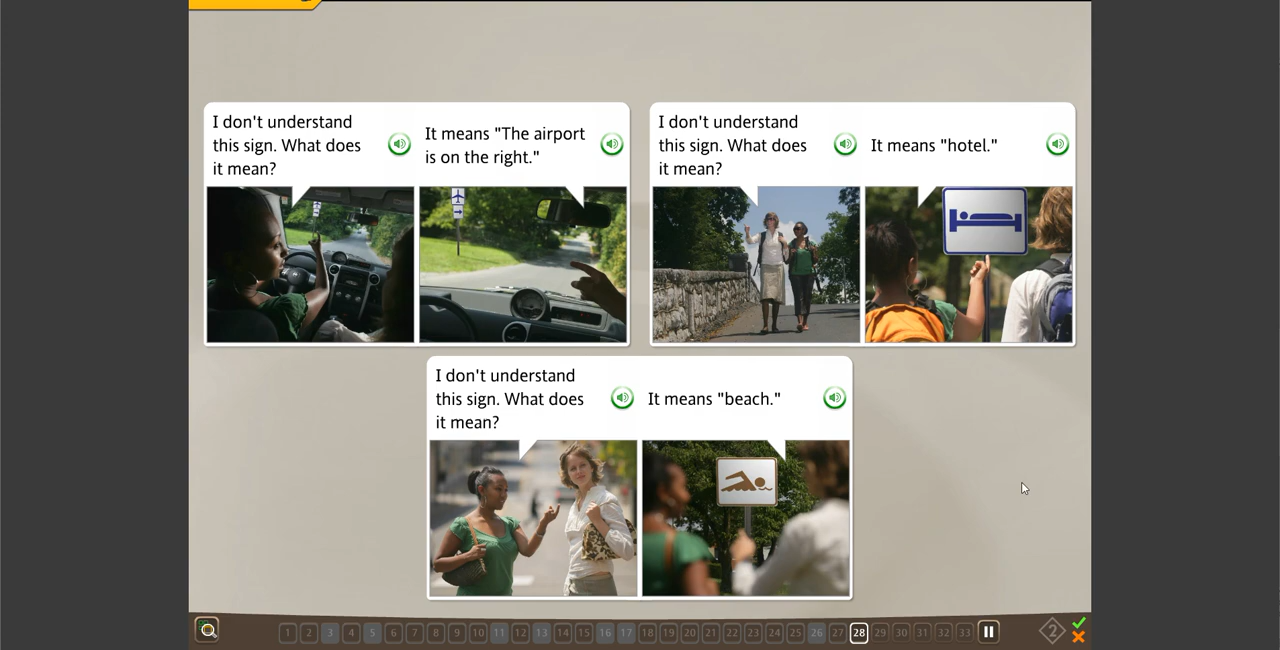 I don't understand
this sign. What does
it mean?
It means "The airport
is on the right."
I don't understand
this sign. What does
it mean?
It means "hotel."
I don't understand
this sign. What does
it mean?
It means "beach."
1 2 3 4 5 6 7 8 9 10 11 12 13 14 15 16 17 18 19 20 21 22 23 24 25 26 27 28 29 30 31 32 33
2